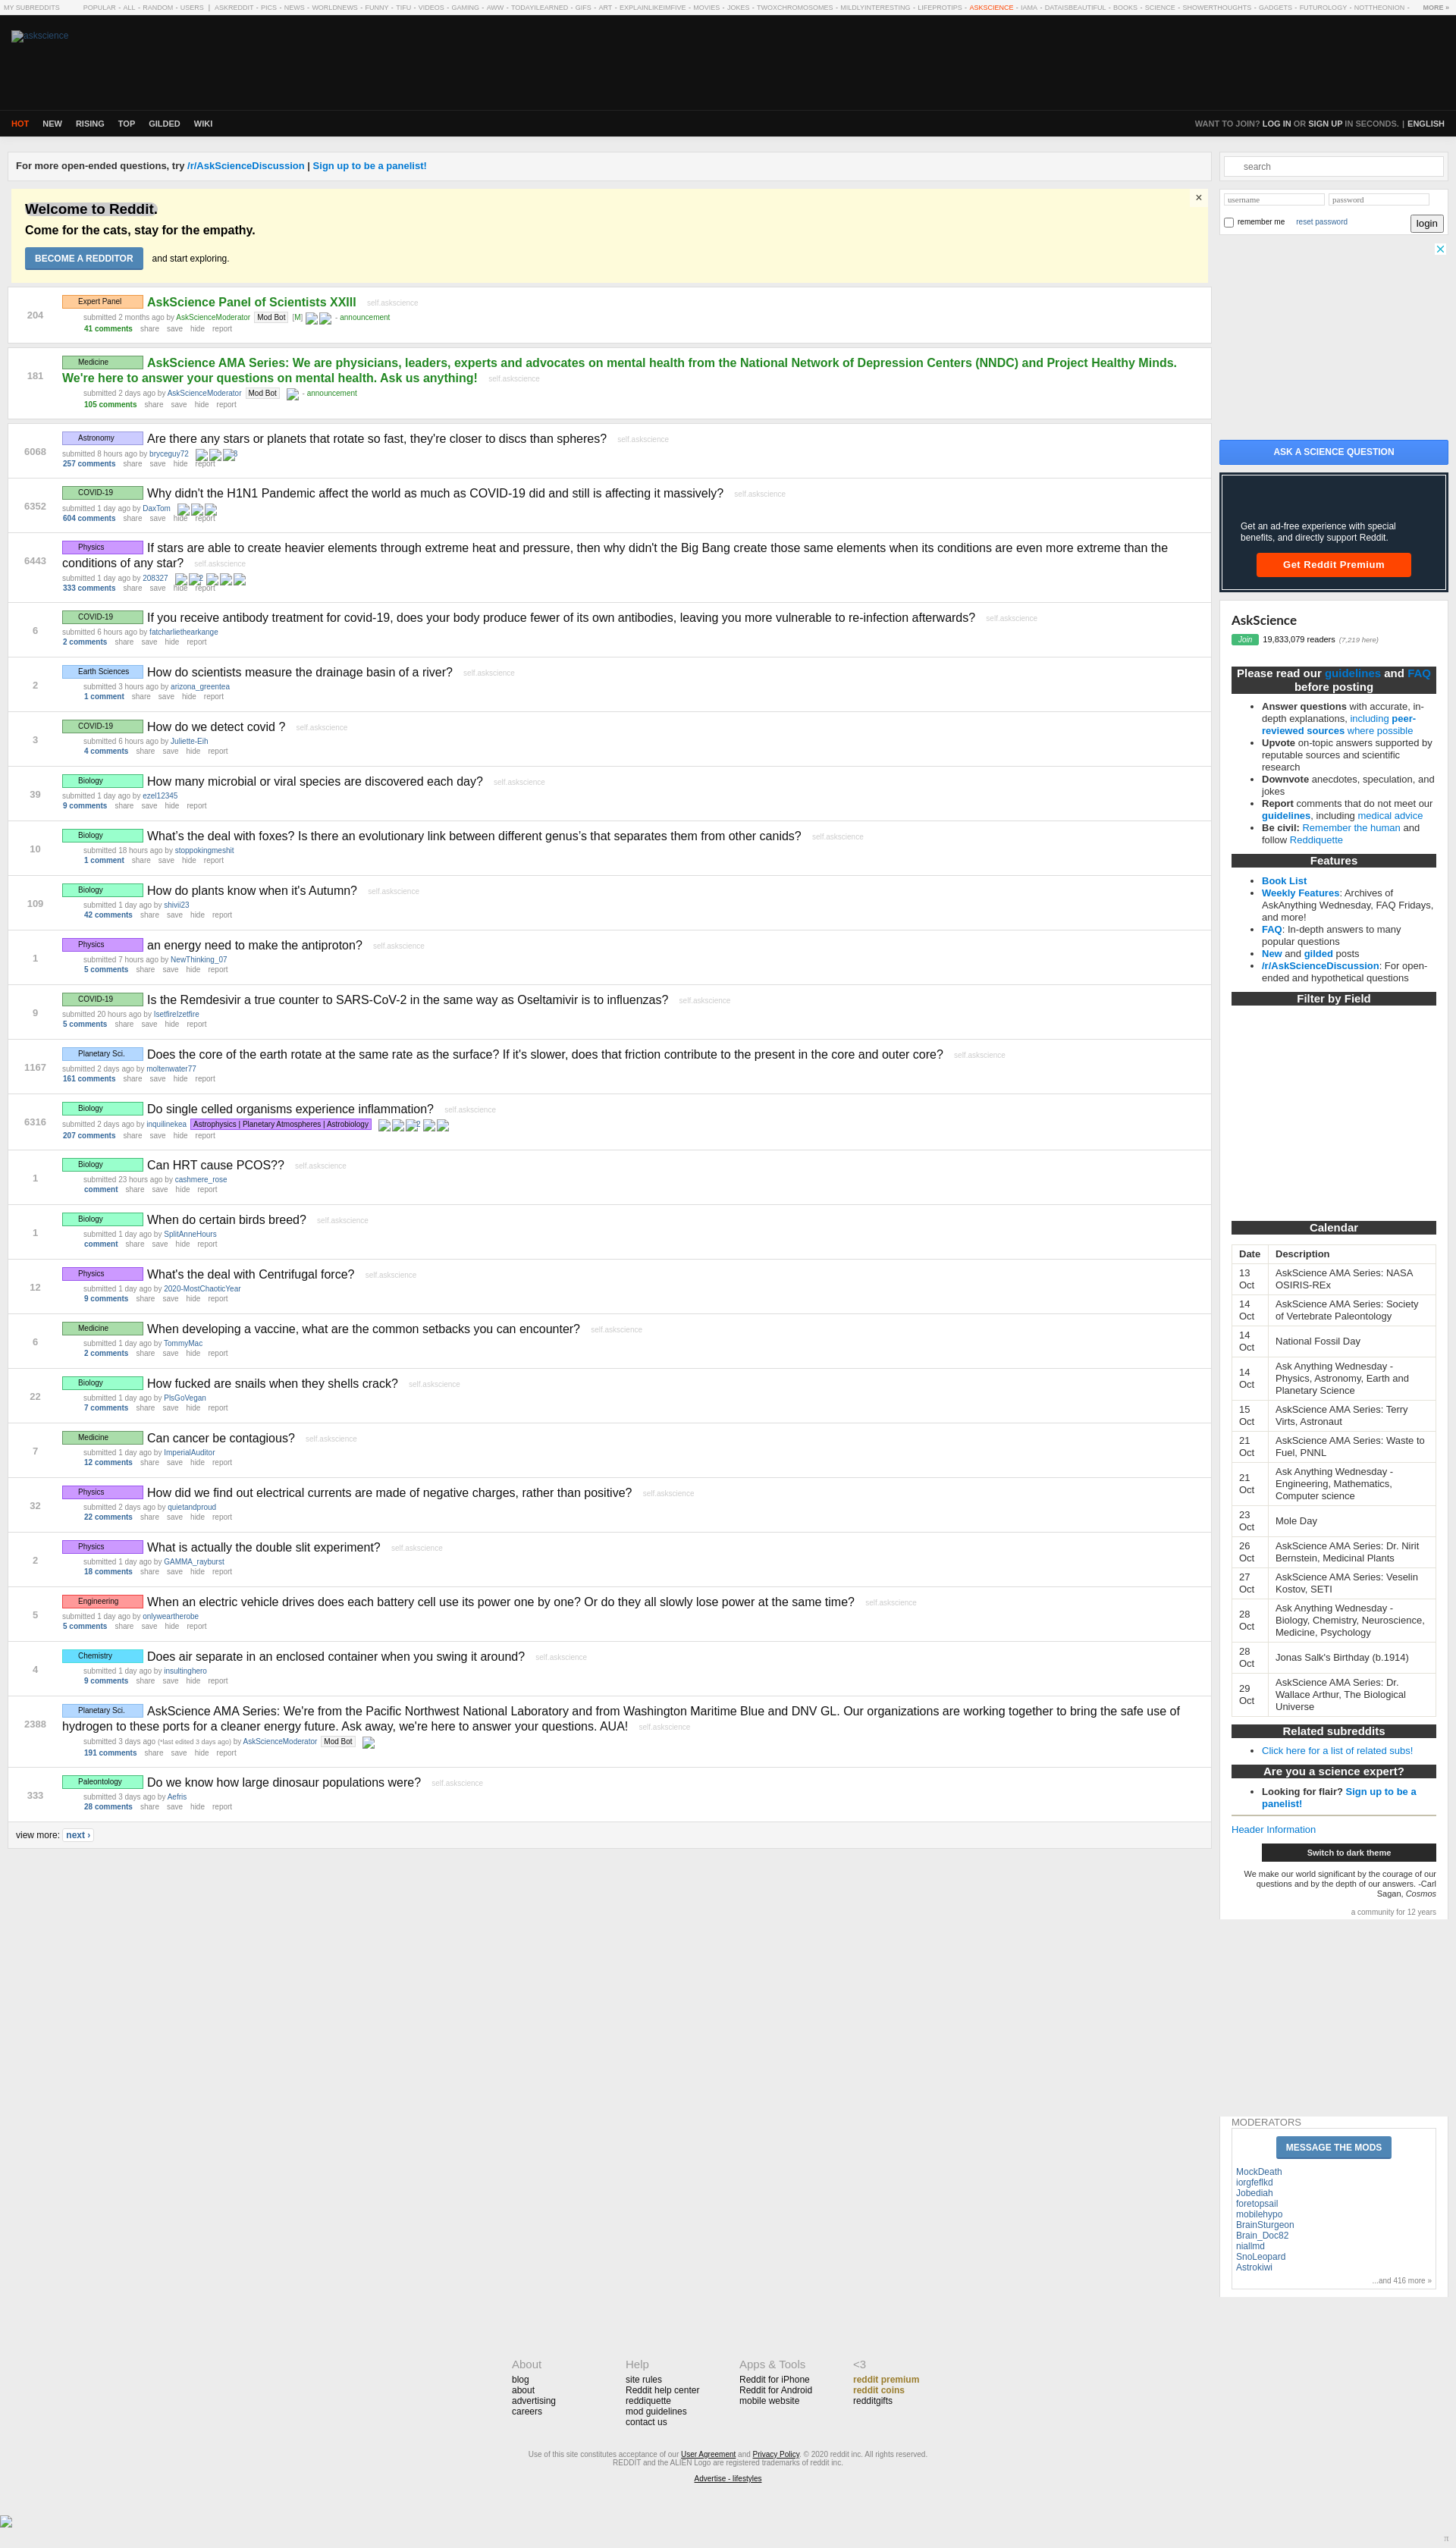 MY SUBREDDITS POPULAR - ALL - RANDOM - USERS | ASKREDDIT - PICS - NEWS - WORLDNEWS - FUNNY - TIFU - VIDEOS - GAMING - AWW - TODAYILEARNED - GIFS - ART - EXPLAINLIKEIMFIVE - MOVIES - JOKES - TWOXCHROMOSOMES - MILDLYINTERESTING - LIFEPROTIPS - ASKSCIENCE - IAMA - DATAISBEAUTIFUL - BOOKS - SCIENCE - SHOWERTHOUGHTS - GADGETS - FUTUROLOGY - NOTTHEONION - MORE »
askscience
HOT NEW RISING TOP GILDED WIKI
WANT TO JOIN? LOG IN OR SIGN UP IN SECONDS. | ENGLISH
For more open-ended questions, try /r/AskScienceDiscussion | Sign up to be a panelist!
Welcome to Reddit.
×
Come for the cats, stay for the empathy.
BECOME A REDDITOR and start exploring.
204
Expert Panel AskScience Panel of Scientists XXIII self.askscience
submitted 2 months ago by AskScienceModerator Mod Bot [M] - announcement
41 comments share save hide report
181
Medicine AskScience AMA Series: We are physicians, leaders, experts and advocates on mental health from the National Network of Depression Centers (NNDC) and Project Healthy Minds.
We're here to answer your questions on mental health. Ask us anything! self.askscience
submitted 2 days ago by AskScienceModerator Mod Bot - announcement
105 comments share save hide report
6068
Astronomy Are there any stars or planets that rotate so fast, they're closer to discs than spheres? self.askscience
submitted 8 hours ago by bryceguy72 8
257 comments share save hide report
6352
COVID-19 Why didn't the H1N1 Pandemic affect the world as much as COVID-19 did and still is affecting it massively? self.askscience
submitted 1 day ago by DaxTom
604 comments share save hide report
6443
Physics If stars are able to create heavier elements through extreme heat and pressure, then why didn't the Big Bang create those same elements when its conditions are even more extreme than the
conditions of any star? self.askscience
submitted 1 day ago by 208327 2
333 comments share save hide report
6
COVID-19 If you receive antibody treatment for covid-19, does your body produce fewer of its own antibodies, leaving you more vulnerable to re-infection afterwards? self.askscience
submitted 6 hours ago by fatcharliethearkange
2 comments share save hide report
2
Earth Sciences How do scientists measure the drainage basin of a river? self.askscience
submitted 3 hours ago by arizona_greentea
1 comment share save hide report
3
COVID-19 How do we detect covid ? self.askscience
submitted 6 hours ago by Juliette-Eih
4 comments share save hide report
39
Biology How many microbial or viral species are discovered each day? self.askscience
submitted 1 day ago by ezel12345
9 comments share save hide report
10
Biology What's the deal with foxes? Is there an evolutionary link between different genus's that separates them from other canids? self.askscience
submitted 18 hours ago by stoppokingmeshit
1 comment share save hide report
109
Biology How do plants know when it's Autumn? self.askscience
submitted 1 day ago by shivii23
42 comments share save hide report
1
Physics an energy need to make the antiproton? self.askscience
submitted 7 hours ago by NewThinking_07
5 comments share save hide report
9
COVID-19 Is the Remdesivir a true counter to SARS-CoV-2 in the same way as Oseltamivir is to influenzas? self.askscience
submitted 20 hours ago by Isetfirelzetfire
5 comments share save hide report
1167
Planetary Sci. Does the core of the earth rotate at the same rate as the surface? If it's slower, does that friction contribute to the present in the core and outer core? self.askscience
submitted 2 days ago by moltenwater77
161 comments share save hide report
6316
Biology Do single celled organisms experience inflammation? self.askscience
submitted 2 days ago by inquilinekea Astrophysics | Planetary Atmospheres | Astrobiology 2
207 comments share save hide report
1
Biology Can HRT cause PCOS?? self.askscience
submitted 23 hours ago by cashmere_rose
comment share save hide report
1
Biology When do certain birds breed? self.askscience
submitted 1 day ago by SplitAnneHours
comment share save hide report
12
Physics What's the deal with Centrifugal force? self.askscience
submitted 1 day ago by 2020-MostChaoticYear
9 comments share save hide report
6
Medicine When developing a vaccine, what are the common setbacks you can encounter? self.askscience
submitted 1 day ago by TommyMac
2 comments share save hide report
22
Biology How fucked are snails when they shells crack? self.askscience
submitted 1 day ago by PlsGoVegan
7 comments share save hide report
7
Medicine Can cancer be contagious? self.askscience
submitted 1 day ago by ImperialAuditor
12 comments share save hide report
32
Physics How did we find out electrical currents are made of negative charges, rather than positive? self.askscience
submitted 2 days ago by quietandproud
22 comments share save hide report
2
Physics What is actually the double slit experiment? self.askscience
submitted 1 day ago by GAMMA_rayburst
18 comments share save hide report
5
Engineering When an electric vehicle drives does each battery cell use its power one by one? Or do they all slowly lose power at the same time? self.askscience
submitted 1 day ago by onlyweartherobe
5 comments share save hide report
4
Chemistry Does air separate in an enclosed container when you swing it around? self.askscience
submitted 1 day ago by insultinghero
9 comments share save hide report
2388
Planetary Sci. AskScience AMA Series: We're from the Pacific Northwest National Laboratory and from Washington Maritime Blue and DNV GL. Our organizations are working together to bring the safe use of
hydrogen to these ports for a cleaner energy future. Ask away, we're here to answer your questions. AUA! self.askscience
submitted 3 days ago (*last edited 3 days ago) by AskScienceModerator Mod Bot
191 comments share save hide report
333
Paleontology Do we know how large dinosaur populations were? self.askscience
submitted 3 days ago by Aefris
28 comments share save hide report
view more: next ›
search
username password
remember me reset password login
ASK A SCIENCE QUESTION
Get an ad-free experience with special
benefits, and directly support Reddit.
Get Reddit Premium
AskScience
Join 19,833,079 readers (7,219 here)
Please read our guidelines and FAQ
before posting
• Answer questions with accurate, in-
depth explanations, including peer-
reviewed sources where possible
• Upvote on-topic answers supported by
reputable sources and scientific
research
• Downvote anecdotes, speculation, and
jokes
• Report comments that do not meet our
guidelines, including medical advice
• Be civil: Remember the human and
follow Reddiquette
Features
• Book List
• Weekly Features: Archives of
AskAnything Wednesday, FAQ Fridays,
and more!
• FAQ: In-depth answers to many
popular questions
• New and gilded posts
• /r/AskScienceDiscussion: For open-
ended and hypothetical questions
Filter by Field
Calendar
Date Description
13 Oct AskScience AMA Series: NASA
OSIRIS-REx
14 Oct AskScience AMA Series: Society
of Vertebrate Paleontology
14 Oct National Fossil Day
14 Oct Ask Anything Wednesday -
Physics, Astronomy, Earth and
Planetary Science
15 Oct AskScience AMA Series: Terry
Virts, Astronaut
21 Oct AskScience AMA Series: Waste to
Fuel, PNNL
21 Oct Ask Anything Wednesday -
Engineering, Mathematics,
Computer science
23 Oct Mole Day
26 Oct AskScience AMA Series: Dr. Nirit
Bernstein, Medicinal Plants
27 Oct AskScience AMA Series: Veselin
Kostov, SETI
28 Oct Ask Anything Wednesday -
Biology, Chemistry, Neuroscience,
Medicine, Psychology
28 Oct Jonas Salk's Birthday (b.1914)
29 Oct AskScience AMA Series: Dr.
Wallace Arthur, The Biological
Universe
Related subreddits
• Click here for a list of related subs!
Are you a science expert?
• Looking for flair? Sign up to be a
panelist!
Header Information
Switch to dark theme
We make our world significant by the courage of our
questions and by the depth of our answers. -Carl
Sagan, Cosmos
a community for 12 years
MODERATORS
MESSAGE THE MODS
MockDeath
iorgfeflkd
Jobediah
foretopsail
mobilehypo
BrainSturgeon
Brain_Doc82
niallmd
SnoLeopard
Astrokiwi
...and 416 more »
About
blog
about
advertising
careers
Help
site rules
Reddit help center
reddiquette
mod guidelines
contact us
Apps & Tools
Reddit for iPhone
Reddit for Android
mobile website
<3
reddit premium
reddit coins
redditgifts
Use of this site constitutes acceptance of our User Agreement and Privacy Policy. © 2020 reddit inc. All rights reserved.
REDDIT and the ALIEN Logo are registered trademarks of reddit inc.
Advertise - lifestyles
π